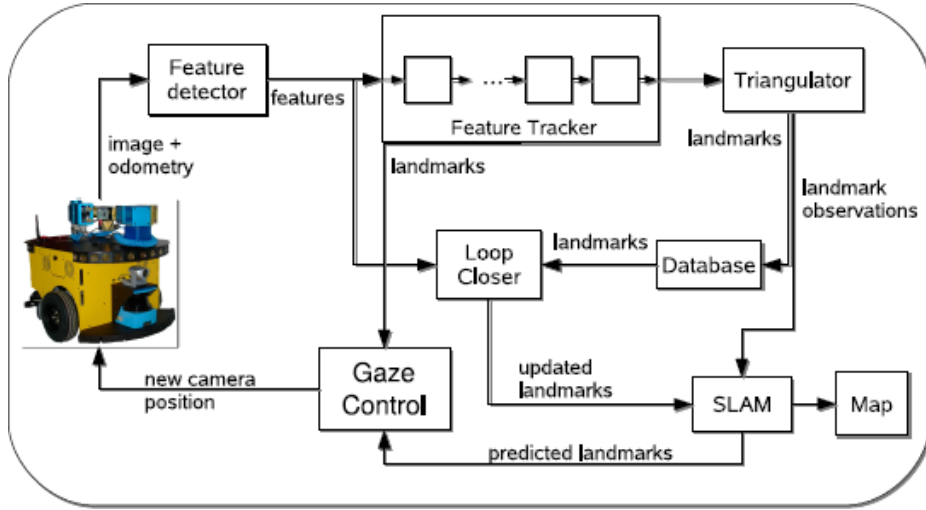 Feature
detector
features
...
Feature Tracker
Triangulator
image +
odometry
landmarks
landmarks
landmark
observations
Loop
Closer
landmarks
Database
Gaze
Control
new camera
position
updated
landmarks
SLAM
Map
predicted landmarks